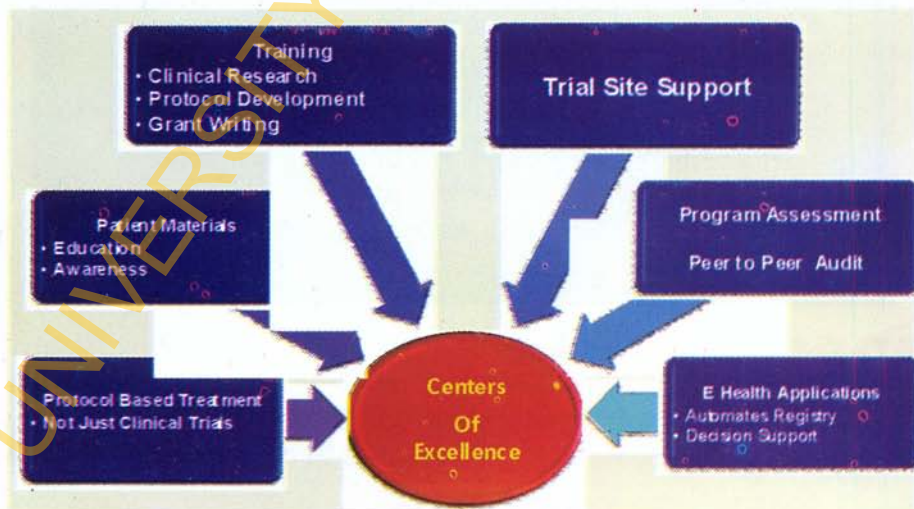 Training
• Clinical Research
• Protocol Development
• Grant Writing
Trial Site Support
Patient Materials
• Education
• Awareness
Program Assessment
Peer to Peer Audit
Protocol Based Treatment
• Not Just Clinical Trials
Centers
Of
Excellence
E Health Applications
• Automates Registry
• Decision Support
UNIVERSITY